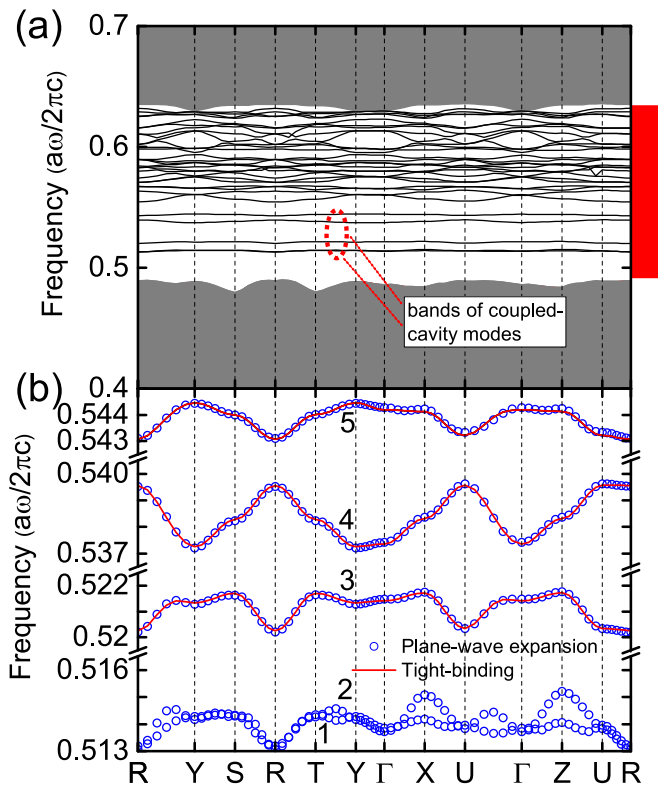 (a)
0.7
0.6
0.5
0.4
Frequency (aω/2πc)
bands of coupled-
cavity modes
(b)
0.5444
0.5443
0.540
0.537
0.522
0.52
0.516
0.513
Frequency (aω/2πc)
5
4
3
2
1
Plane-wave expansion
Tight-binding
R Y S R T Y Γ X U Γ Z U R